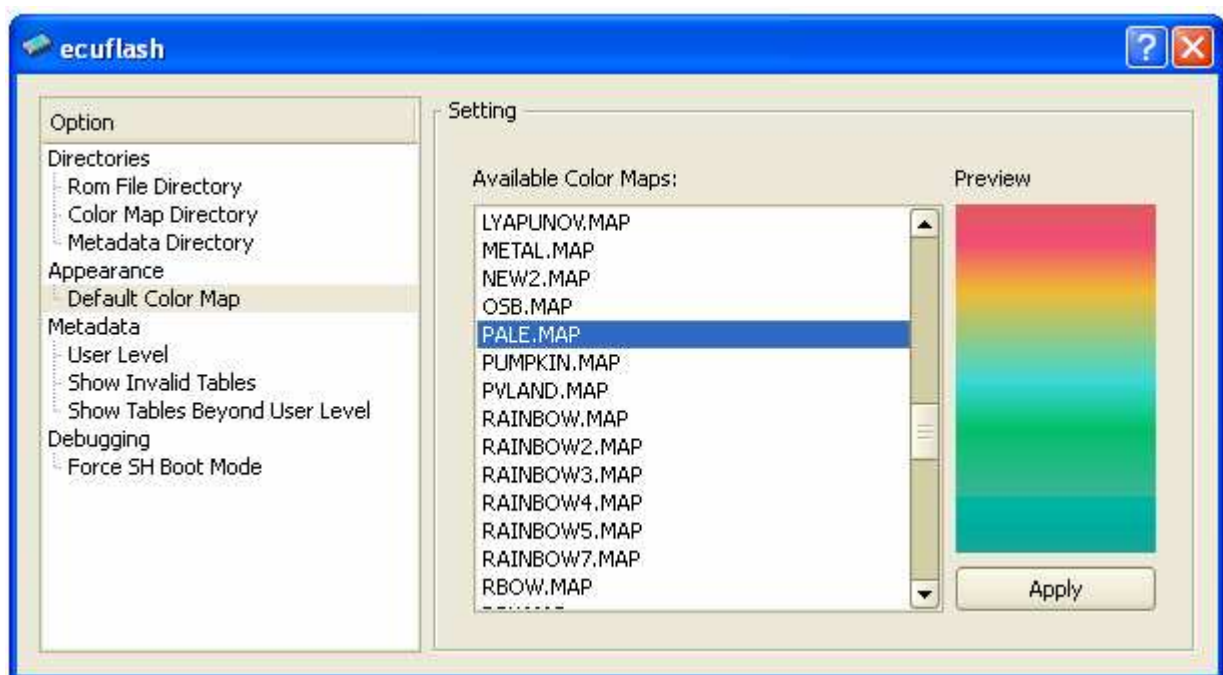 ecuflash
Option
Directories
Rom File Directory
Color Map Directory
Metadata Directory
Appearance
Default Color Map
Metadata
User Level
Show Invalid Tables
Show Tables Beyond User Level
Debugging
Force SH Boot Mode
Setting
Available Color Maps:
LYAPUNOV.MAP
METAL.MAP
NEW2.MAP
OSB.MAP
PALE.MAP
PUMPKIN.MAP
PVLAND.MAP
RAINBOW.MAP
RAINBOW2.MAP
RAINBOW3.MAP
RAINBOW4.MAP
RAINBOW5.MAP
RAINBOW7.MAP
RBOW.MAP
Preview
Apply